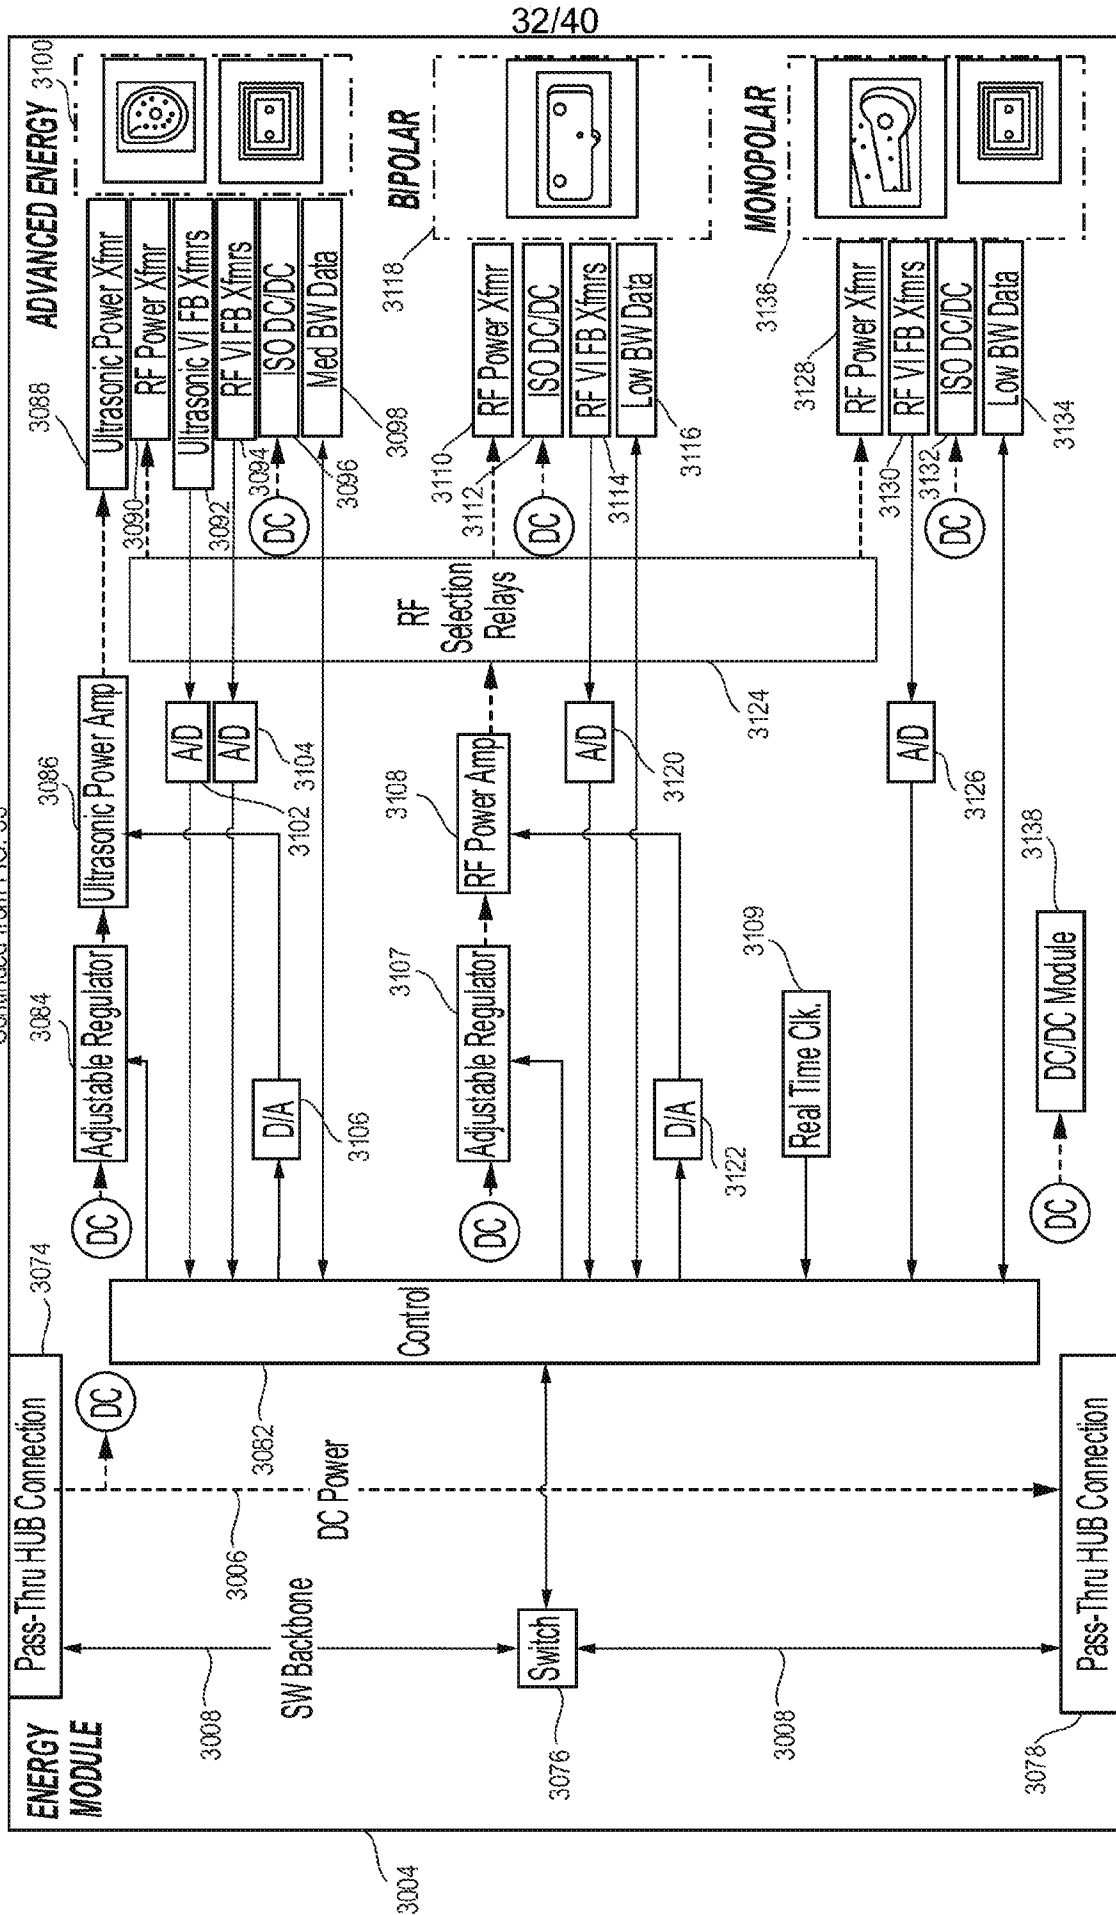 32/40
ENERGY
MODULE
3004
Pass-Thru HUB Connection
3074
3008
SW Backbone
3006
DC Power
DC
Switch
3076
3008
Pass-Thru HUB Connection
3078
Control
3082
DC
Adjustable Regulator
3084
Ultrasonic Power Amp
3086
A/D
3102
A/D
3104
D/A
3106
DC
Adjustable Regulator
3107
RF Power Amp
3108
A/D
3120
D/A
3122
Real Time Clk.
3109
A/D
3126
DC
DC/DC Module
3138
RF
Selection
Relays
3124
ADVANCED ENERGY
3100
3088
Ultrasonic Power Xfmr
3090
RF Power Xfmr
3092
Ultrasonic VI FB Xfmrs
3094
RF VI FB Xfmrs
DC
3096
ISO DC/DC
3098
Med BW Data
BIPOLAR
3118
3110
RF Power Xfmr
3112
DC
ISO DC/DC
3114
RF VI FB Xfmrs
3116
Low BW Data
MONOPOLAR
3136
3128
RF Power Xfmr
3130
RF VI FB Xfmrs
3132
DC
ISO DC/DC
3134
Low BW Data